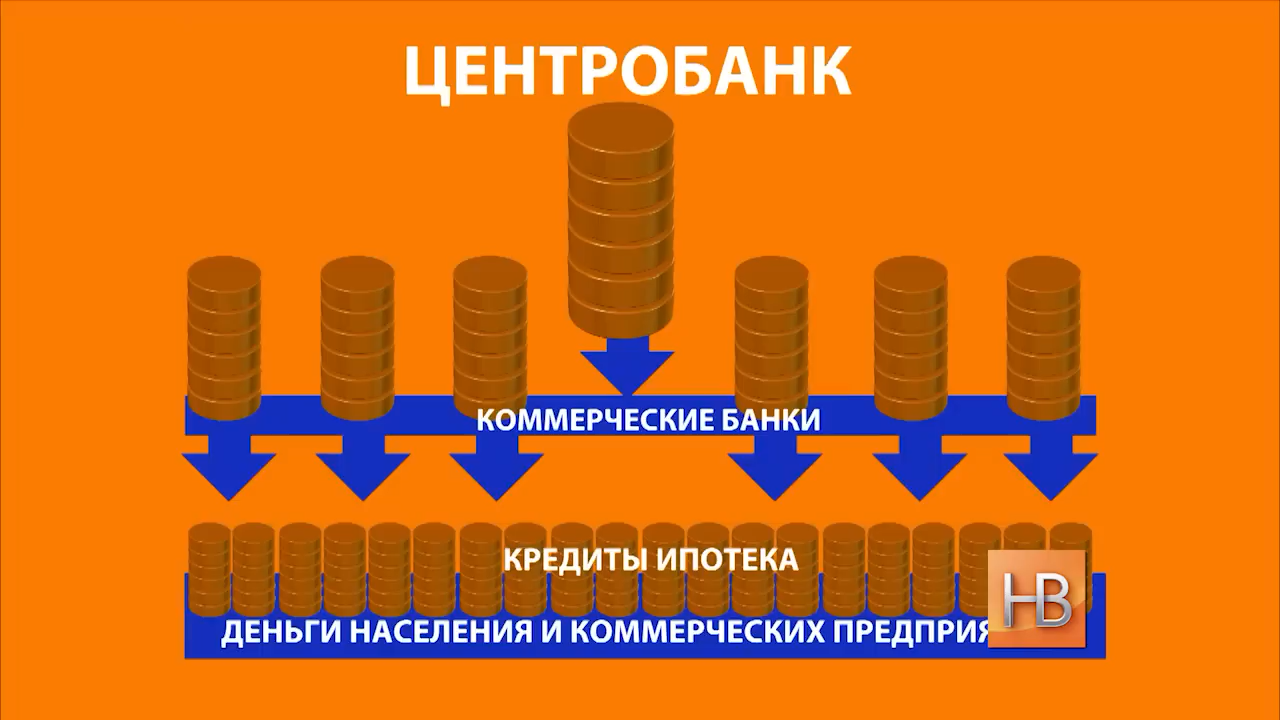 ЦЕНТРОБАНК
КОММЕРЧЕСКИЕ БАНКИ
КРЕДИТЫ ИПОТЕКА
ДЕНЬГИ НАСЕЛЕНИЯ И КОММЕРЧЕСКИХ
НВ